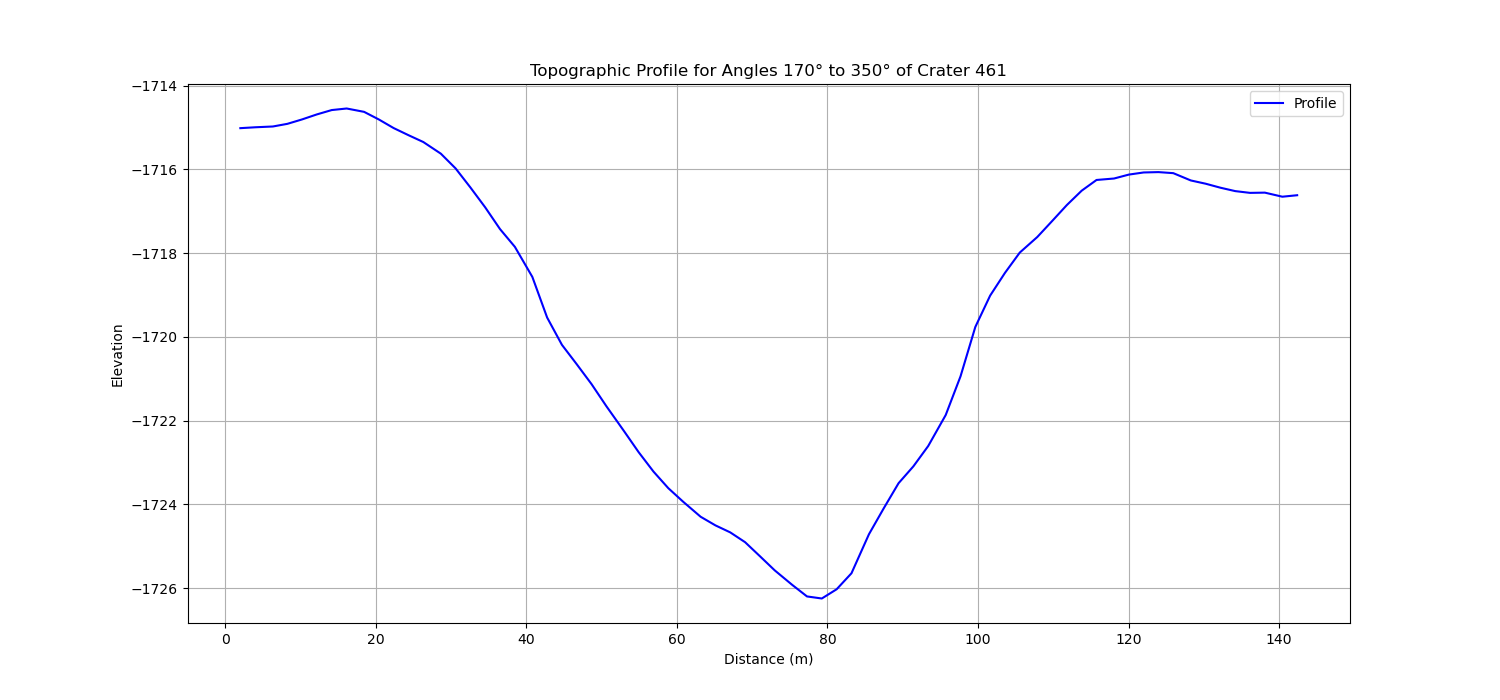 Topographic Profile for Angles 170° to 350° of Crater 461
Profile
−1714
−1716
−1718
−1720
−1722
−1724
−1726
Elevation
0 20 40 60 80 100 120 140
Distance (m)